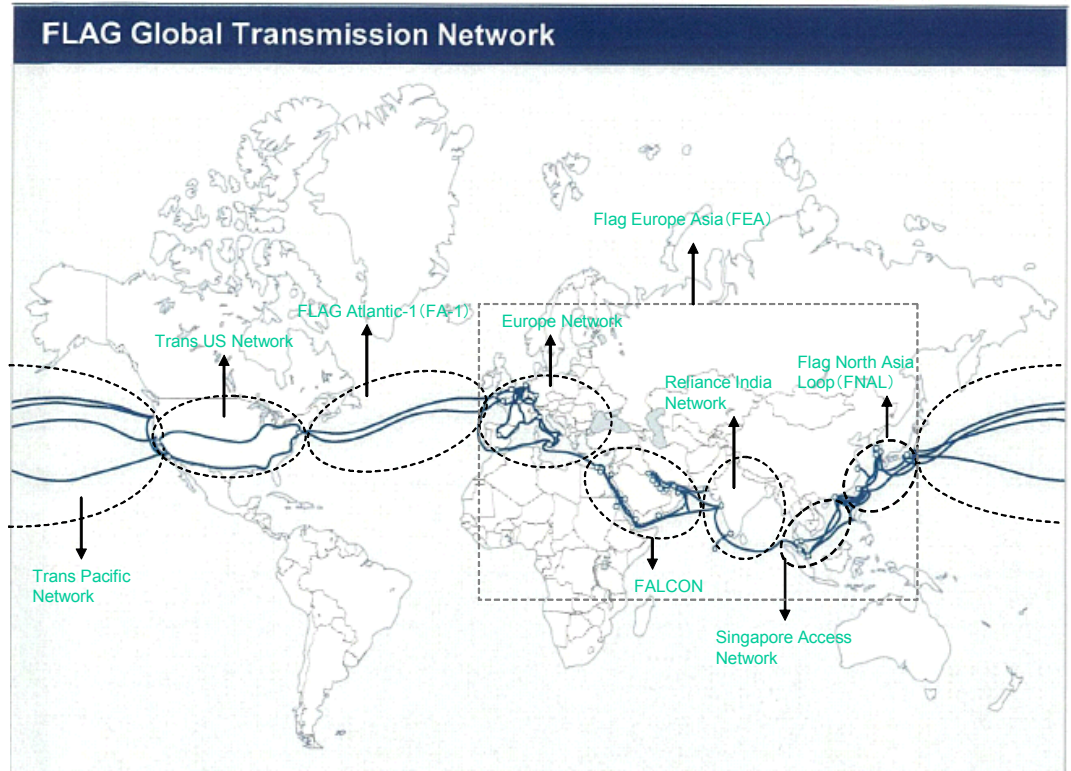 FLAG Global Transmission Network
Flag Europe Asia（FEA）
FLAG Atlantic-1（FA-1）
Europe Network
Trans US Network
Flag North Asia
Loop（FNAL）
Reliance India
Network
Trans Pacific
Network
FALCON
Singapore Access
Network